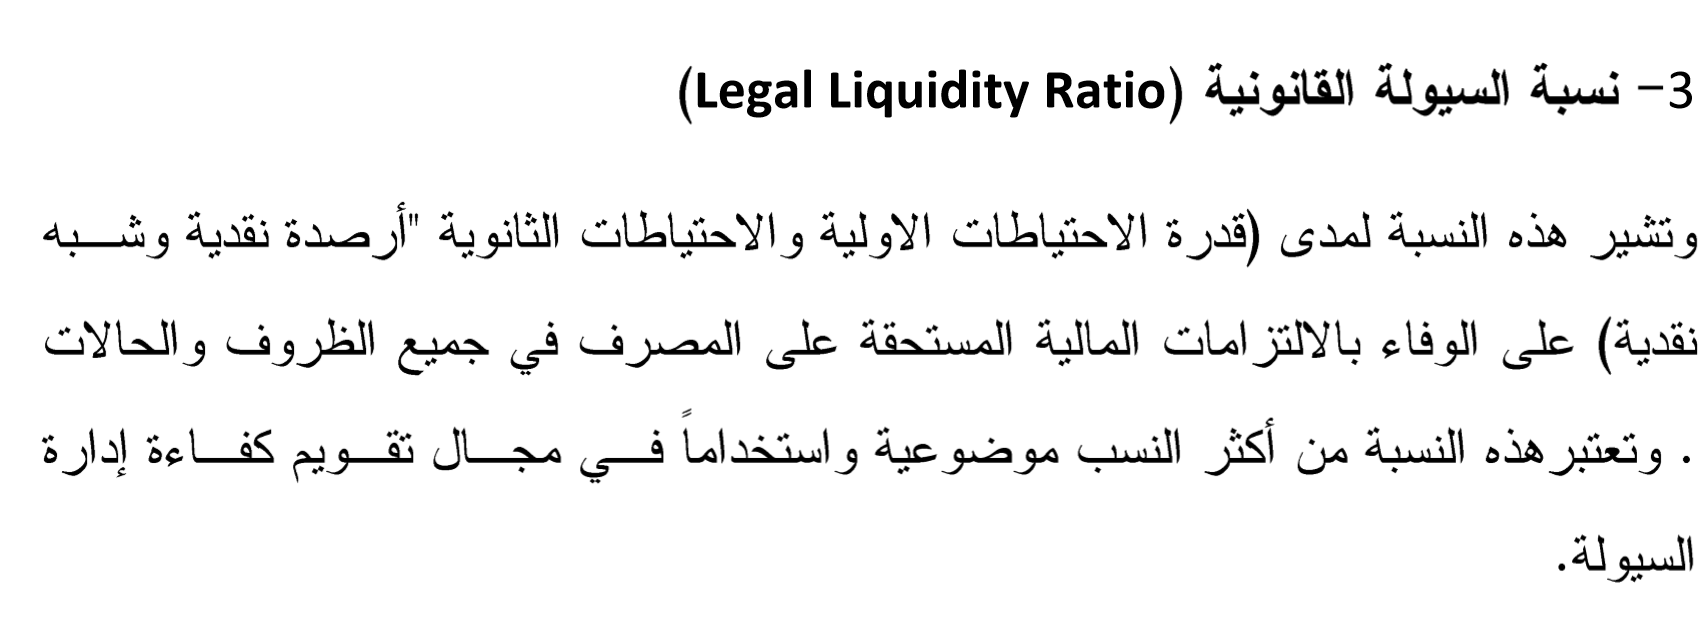 3- نسبة السيولة القانونية (Legal Liquidity Ratio)
وتشير هذه النسبة لمدى (قدرة الاحتياطات الاولية والاحتياطات الثانوية "أرصدة نقدية وشبه
نقدية) على الوفاء بالالتزامات المالية المستحقة على المصرف في جميع الظروف والحالات
. وتعتبر هذه النسبة من أكثر النسب موضوعية واستخداماً في مجال تقويم كفاءة إدارة
السيولة.